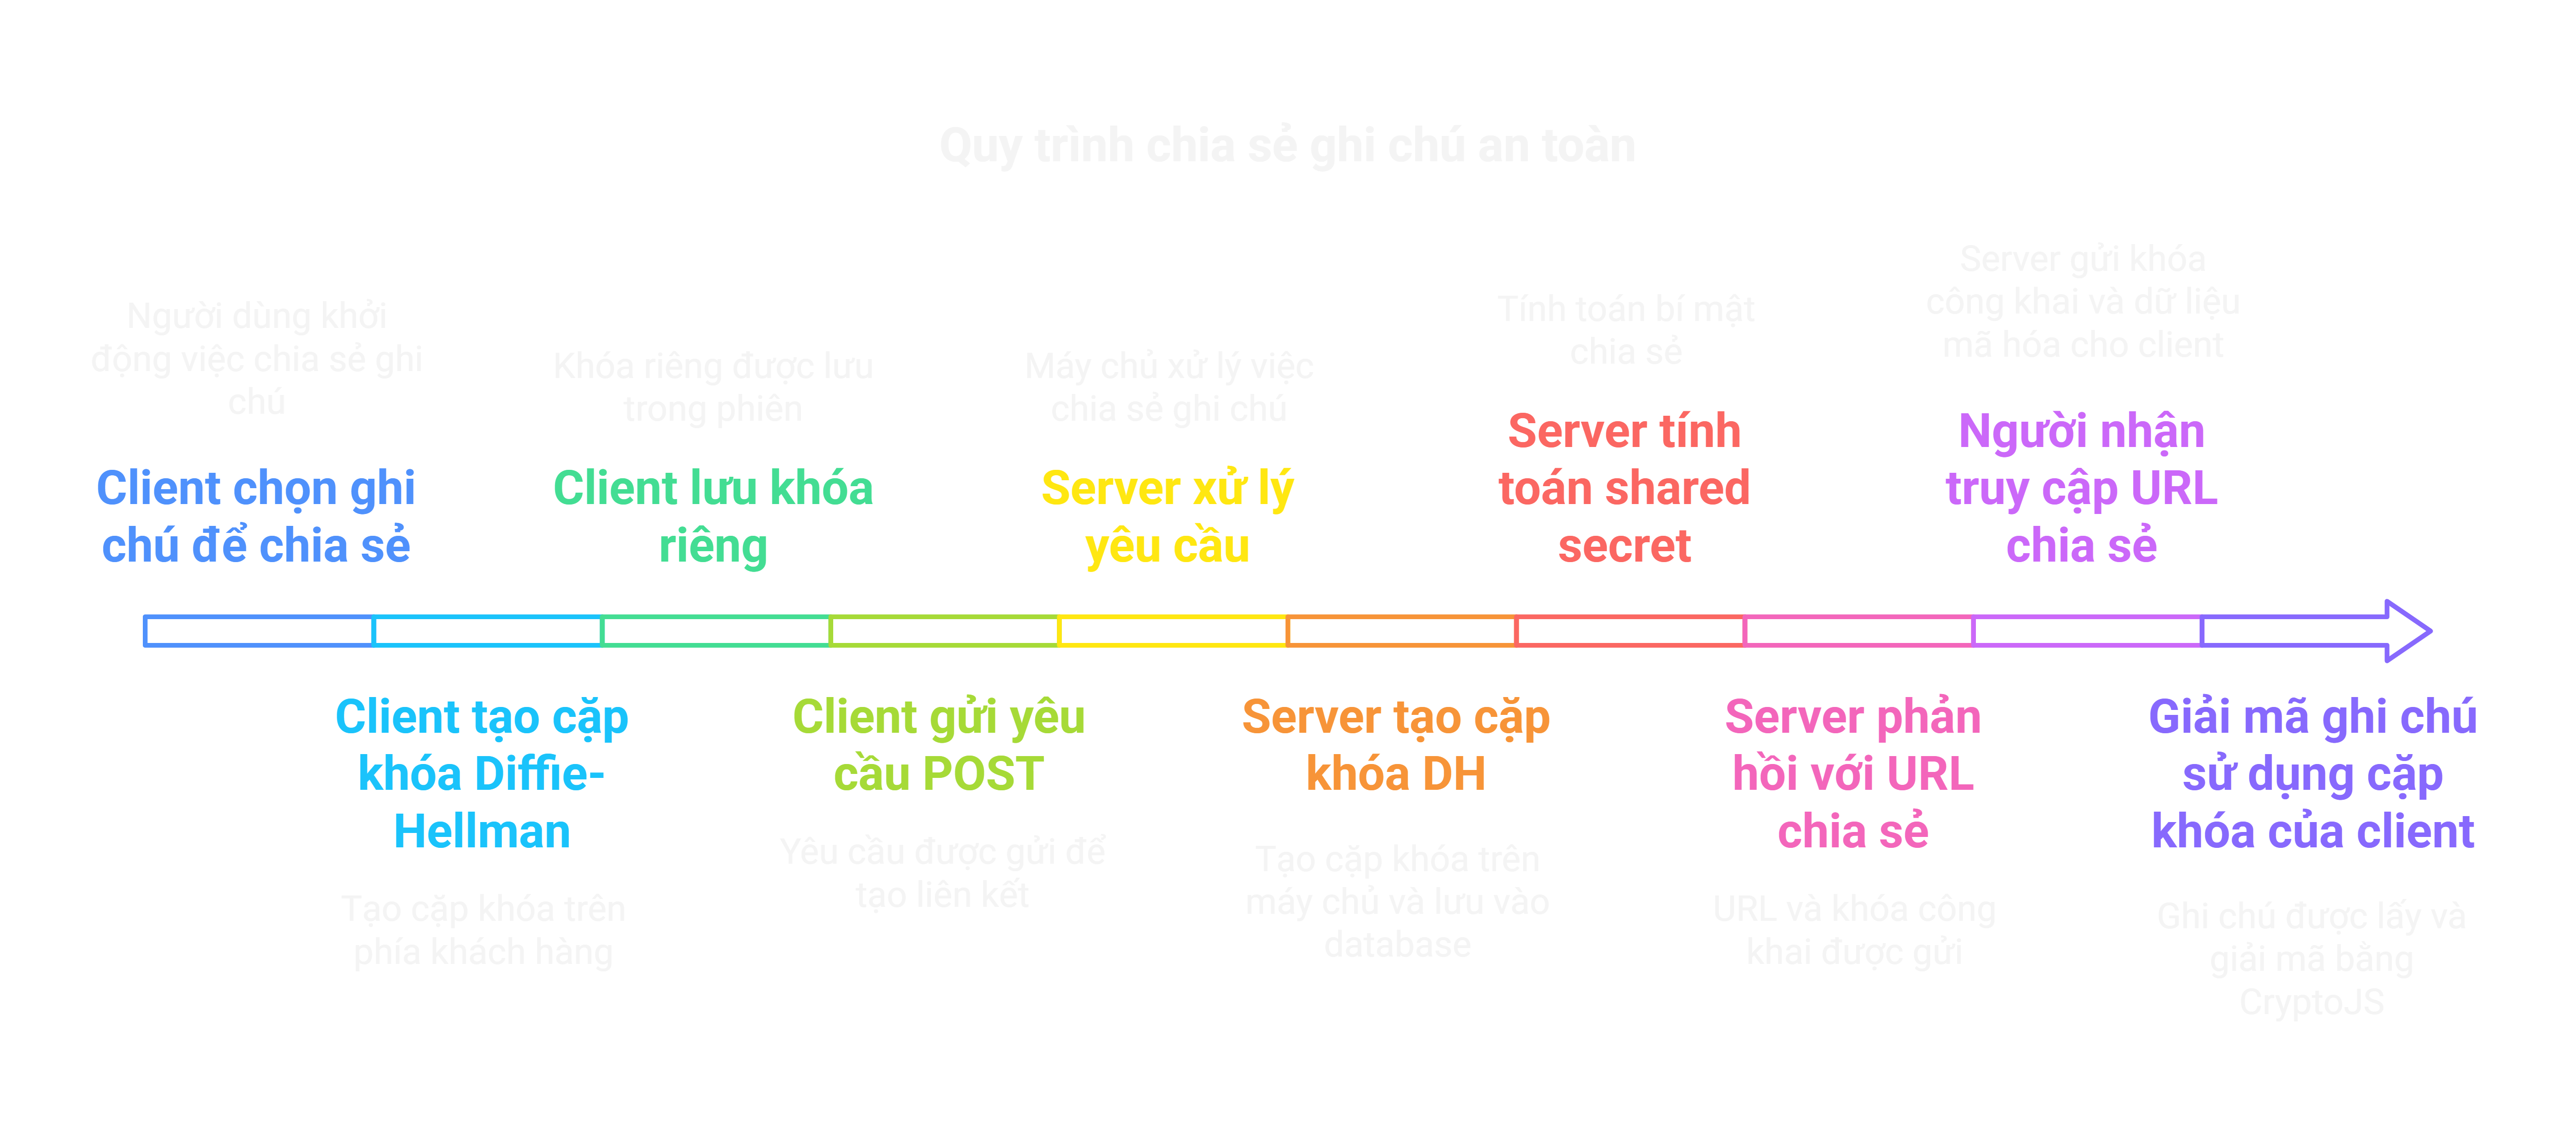 Quy trình chia sẻ ghi chú an toàn
Người dùng khởi
động việc chia sẻ ghi
chú
Client chọn ghi
chú để chia sẻ
Client tạo cặp
khóa Diffie-
Hellman
Tạo cặp khóa trên
phía khách hàng
Khóa riêng được lưu
trong phiên
Client lưu khóa
riêng
Client gửi yêu
cầu POST
Yêu cầu được gửi để
tạo liên kết
Máy chủ xử lý việc
chia sẻ ghi chú
Server xử lý
yêu cầu
Server tạo cặp
khóa DH
Tạo cặp khóa trên
máy chủ và lưu vào
database
Tính toán bí mật
chia sẻ
Server tính
toán shared
secret
Server phản
hồi với URL
chia sẻ
URL và khóa công
khai được gửi
Server gửi khóa
công khai và dữ liệu
mã hóa cho client
Người nhận
truy cập URL
chia sẻ
Giải mã ghi chú
sử dụng cặp
khóa của client
Ghi chú được lấy và
giải mã bằng
CryptoJS